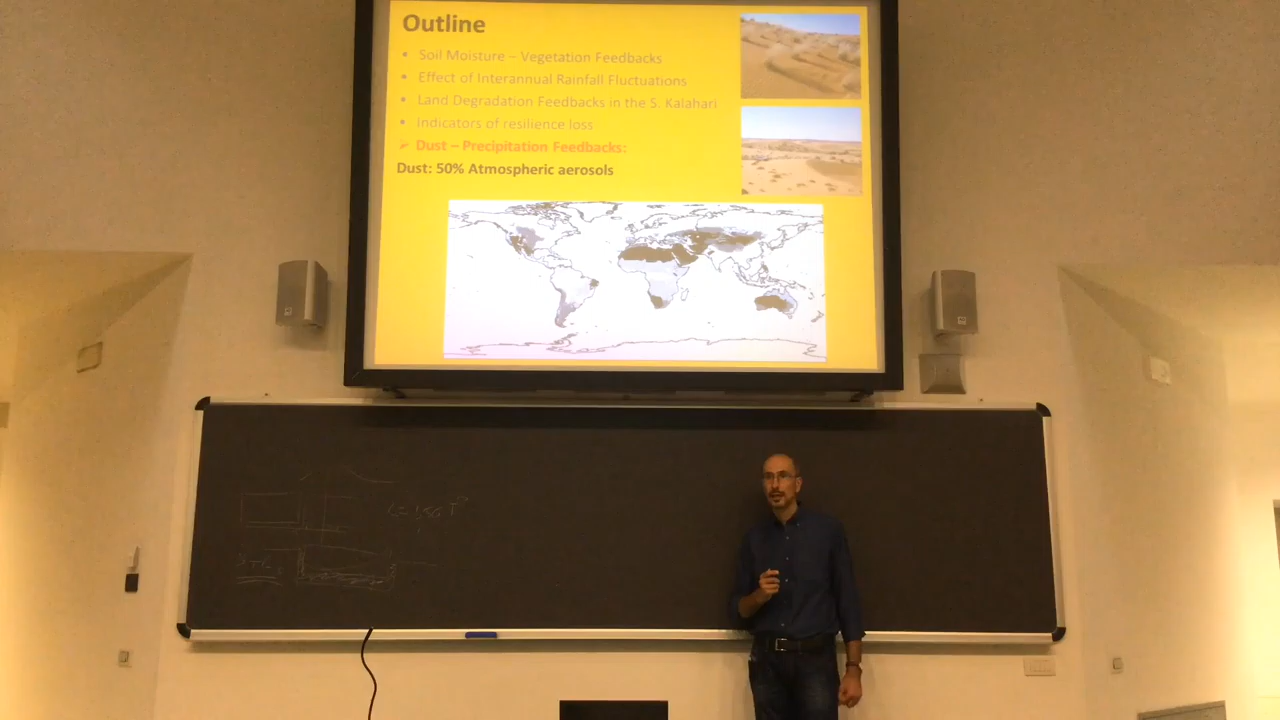 Outline
• Soil Moisture – Vegetation Feedbacks
• Effect of Interannual Rainfall Fluctuations
• Land Degradation Feedbacks in the S. Kalahari
• Indicators of resilience loss
➢ Dust – Precipitation Feedbacks:
Dust: 50% Atmospheric aerosols